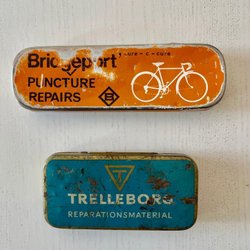 Bridgeport
PUNCTURE
REPAIRS
B
TRELLEBORG
REPARATIONSMATERIAL